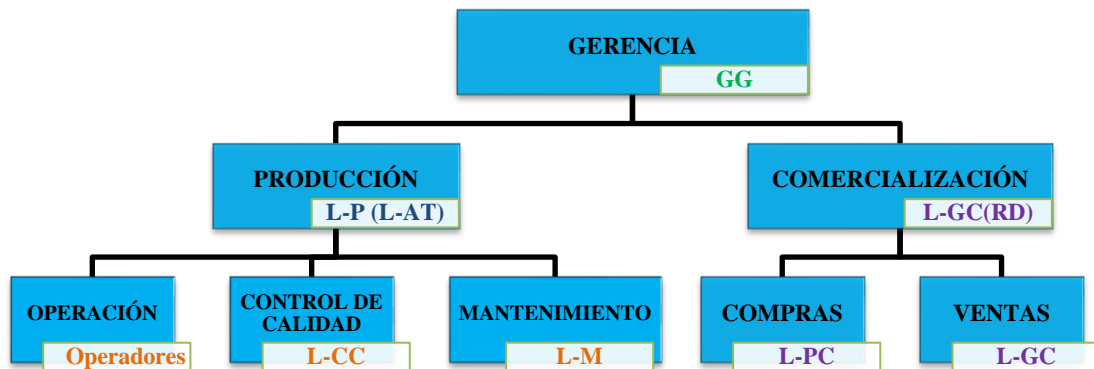 GERENCIA
GG
PRODUCCIÓN
L-P (L-AT)
COMERCIALIZACIÓN
L-GC(RD)
OPERACIÓN
Operadores
CONTROL DE
CALIDAD
L-CC
MANTENIMIENTO
L-M
COMPRAS
L-PC
VENTAS
L-GC